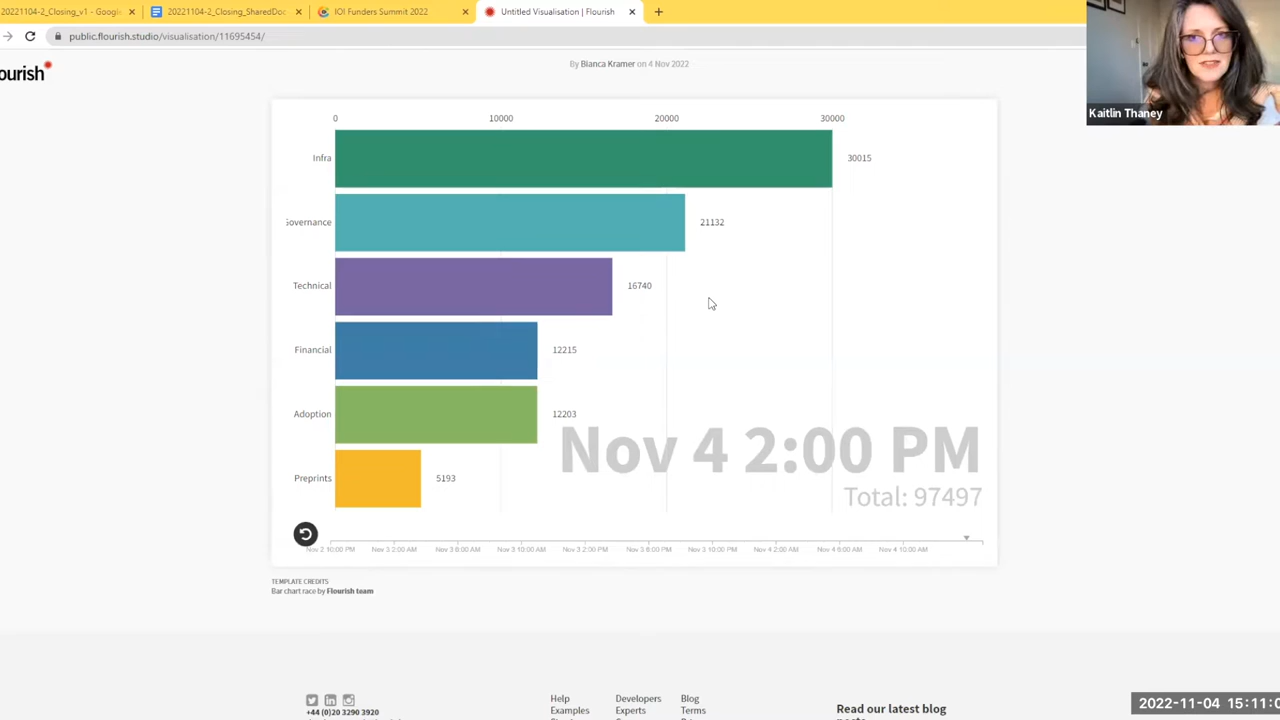 20221104-2_Closing_v1 - Google
20221104-2_Closing_SharedDoc
IOI Funders Summit 2022
Untitled Visualisation | Flourish
public.flourish.studio/visualisation/11695454/
ourish
By Bianca Kramer on 4 Nov 2022
Kaitlin Thaney
0 10000 20000 30000
Infra 30015
Governance 21132
Technical 16740
Financial 12215
Adoption 12203
Preprints 5193
Nov 4 2:00 PM
Total: 97497
Nov 2 10:00 PM Nov 3 2:00 AM Nov 3 6:00 AM Nov 3 10:00 AM Nov 3 2:00 PM Nov 3 6:00 PM Nov 3 10:00 PM Nov 4 2:00 AM Nov 4 6:00 AM Nov 4 10:00 AM
TEMPLATE CREDITS
Bar chart race by Flourish team
+44 (0)20 3290 3920
Help Developers Blog
Examples Experts Terms
Read our latest blog
posts
2022-11-04 15:11:0